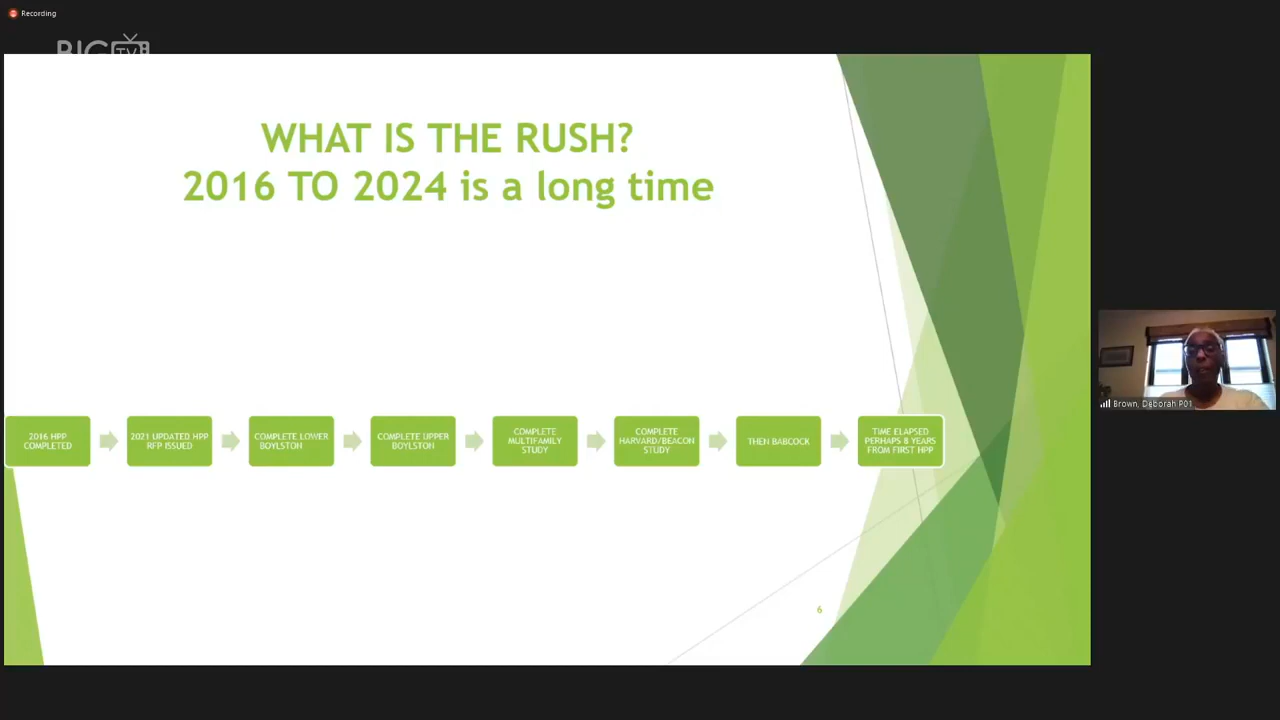 Recording
BIG TV
WHAT IS THE RUSH?
2016 TO 2024 is a long time
2016 HPP
COMPLETED
2021 UPDATED HPP
RFP ISSUED
COMPLETE LOWER
BOYLSTON
COMPLETE UPPER
BOYLSTON
COMPLETE
MULTIFAMILY
STUDY
COMPLETE
HARVARD/BEACON
STUDY
THEN BABCOCK
TIME ELAPSED
PERHAPS 8 YEARS
FROM FIRST HPP
6
Brown, Deborah P01